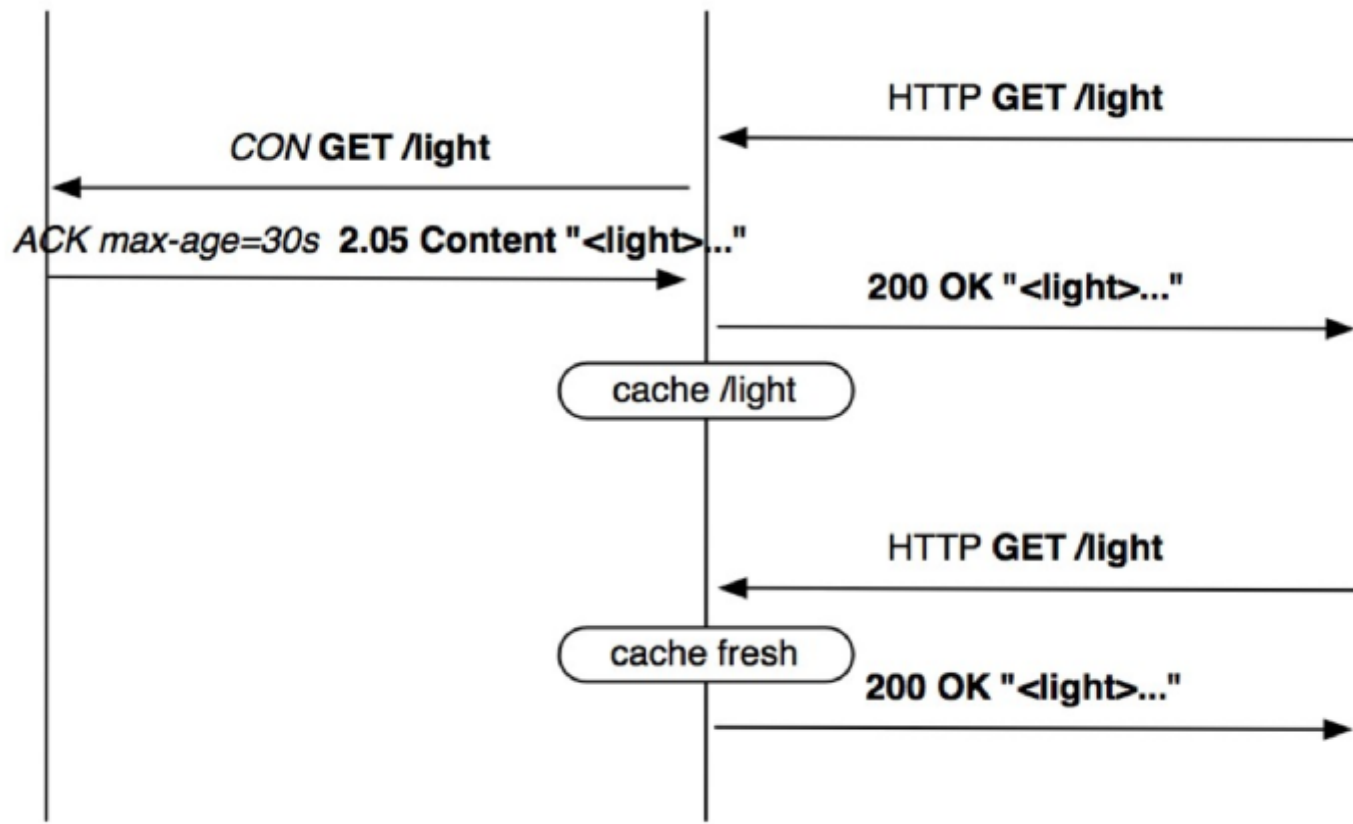 HTTP GET /light
CON GET /light
ACK max-age=30s 2.05 Content "<light>..."
200 OK "<light>..."
cache /light
HTTP GET /light
cache fresh
200 OK "<light>..."